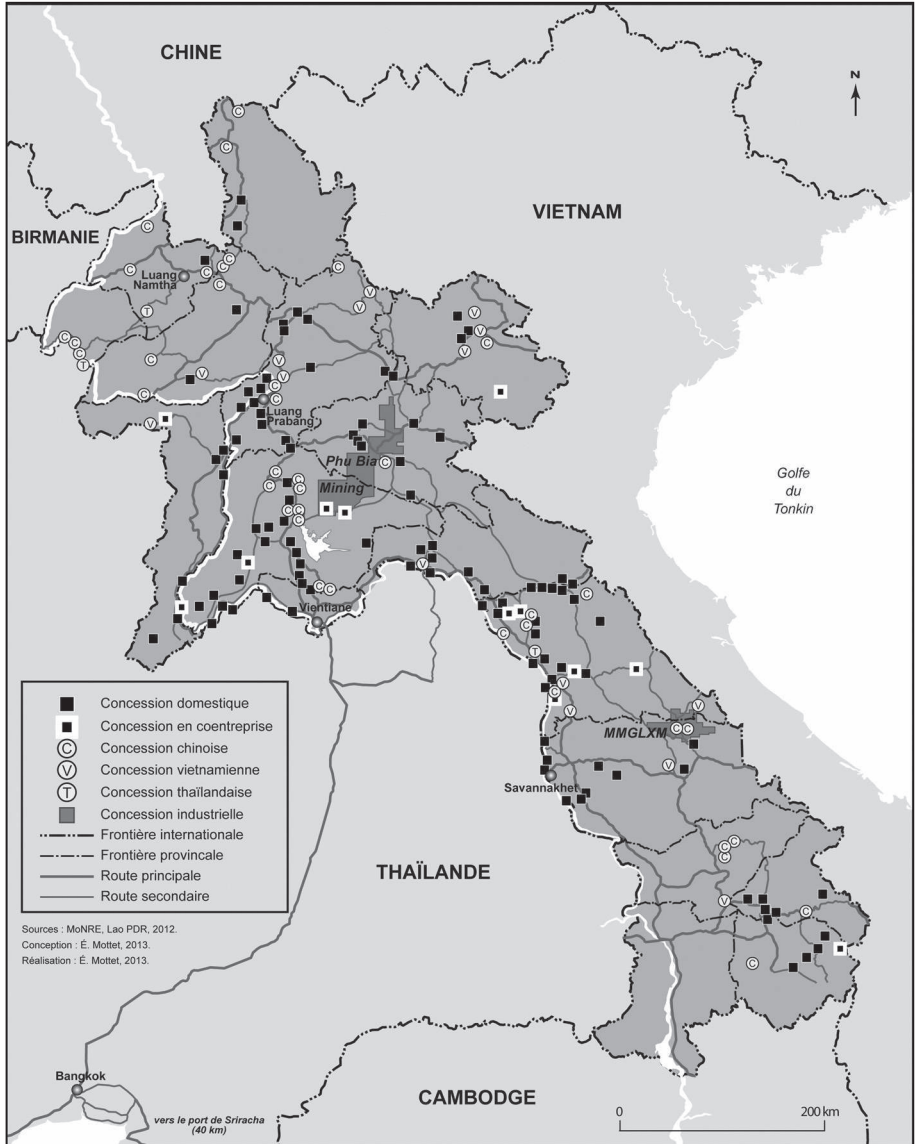 CHINE
N
VIETNAM
BIRMANIE
Luang
Namtha
Luang
Prabang
Phu Bia
Mining
Golfe
du
Tonkin
Vientiane
MMGLXM
Savannakhet
THAÏLANDE
Concession domestique
Concession en coentreprise
C Concession chinoise
V Concession vietnamienne
T Concession thaïlandaise
Concession industrielle
Frontière internationale
Frontière provincale
Route principale
Route secondaire
Sources : MoNRE, Lao PDR, 2012.
Conception : É. Mottet, 2013.
Réalisation : É. Mottet, 2013.
Bangkok
vers le port de Sriracha
(40 km)
CAMBODGE
0 200 km